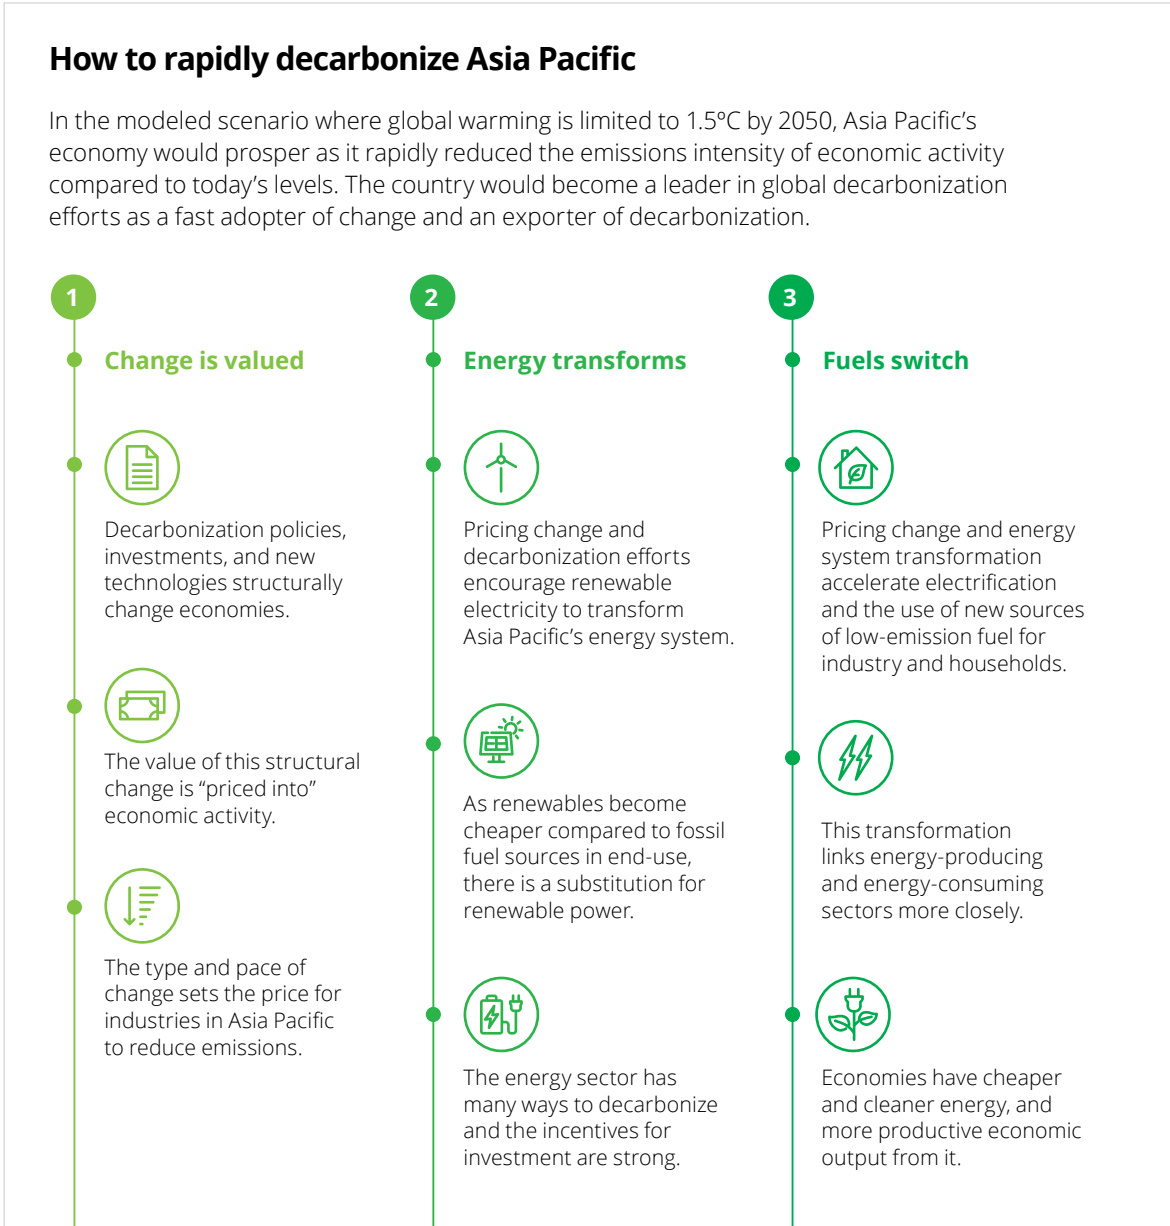 How to rapidly decarbonize Asia Pacific
In the modeled scenario where global warming is limited to 1.5ºC by 2050, Asia Pacific’s
economy would prosper as it rapidly reduced the emissions intensity of economic activity
compared to today’s levels. The country would become a leader in global decarbonization
efforts as a fast adopter of change and an exporter of decarbonization.
1
Change is valued
Decarbonization policies,
investments, and new
technologies structurally
change economies.
The value of this structural
change is “priced into”
economic activity.
The type and pace of
change sets the price for
industries in Asia Pacific
to reduce emissions.
2
Energy transforms
Pricing change and
decarbonization efforts
encourage renewable
electricity to transform
Asia Pacific’s energy system.
As renewables become
cheaper compared to fossil
fuel sources in end-use,
there is a substitution for
renewable power.
The energy sector has
many ways to decarbonize
and the incentives for
investment are strong.
3
Fuels switch
Pricing change and energy
system transformation
accelerate electrification
and the use of new sources
of low-emission fuel for
industry and households.
This transformation
links energy-producing
and energy-consuming
sectors more closely.
Economies have cheaper
and cleaner energy, and
more productive economic
output from it.